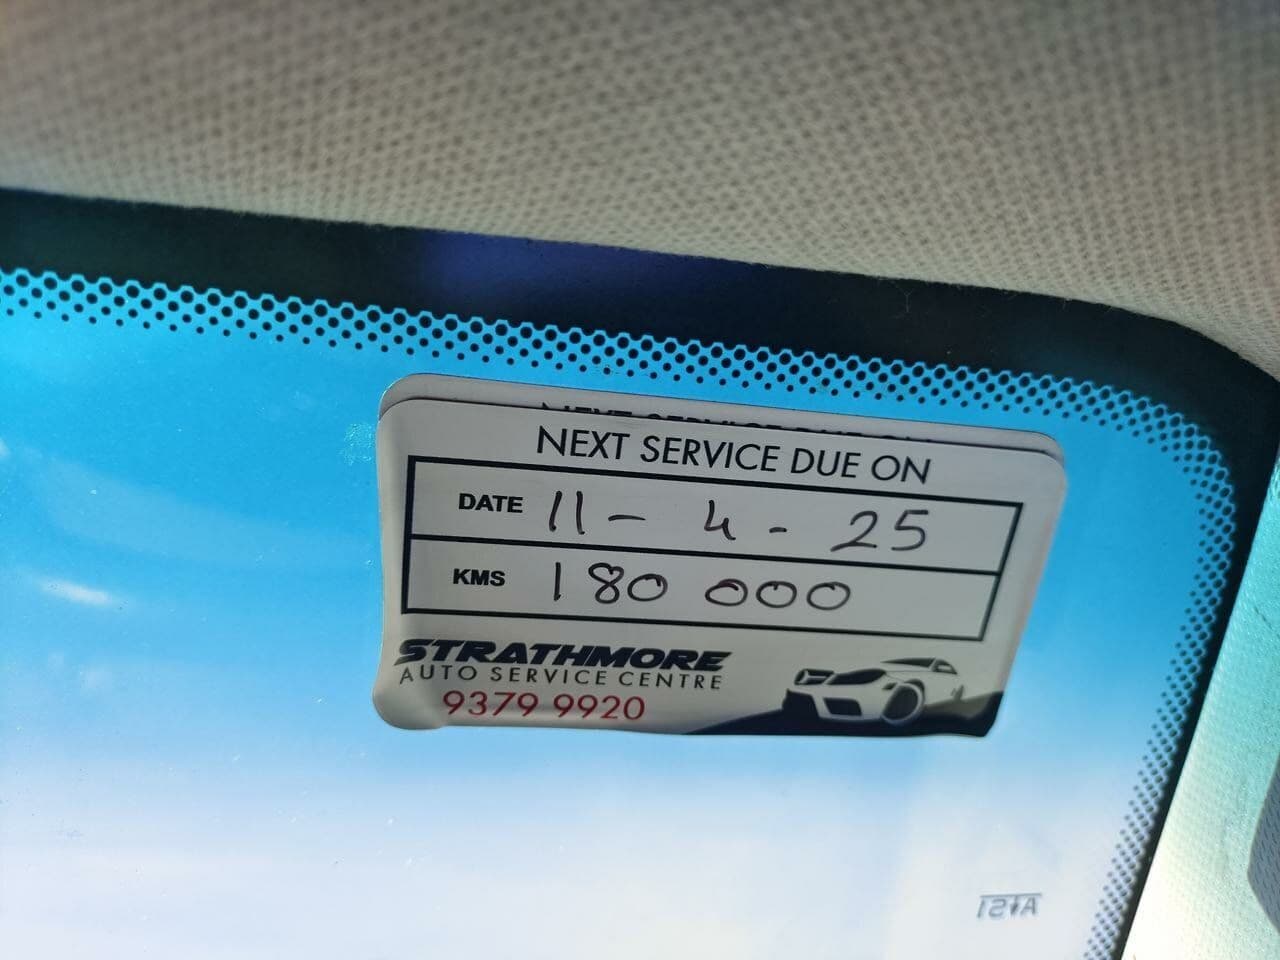 NEXT SERVICE DUE ON
DATE 11 - 4 - 25
KMS 180 000
STRATHMORE
AUTO SERVICE CENTRE
9379 9920